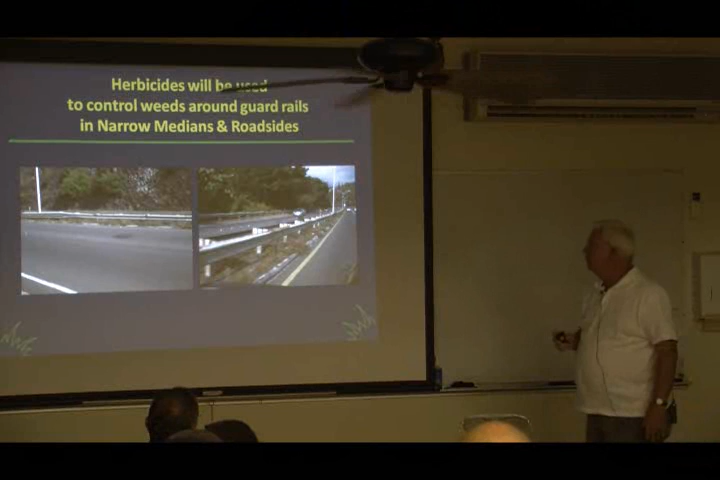 Herbicides will be used
to control weeds around guard rails
in Narrow Medians & Roadsides